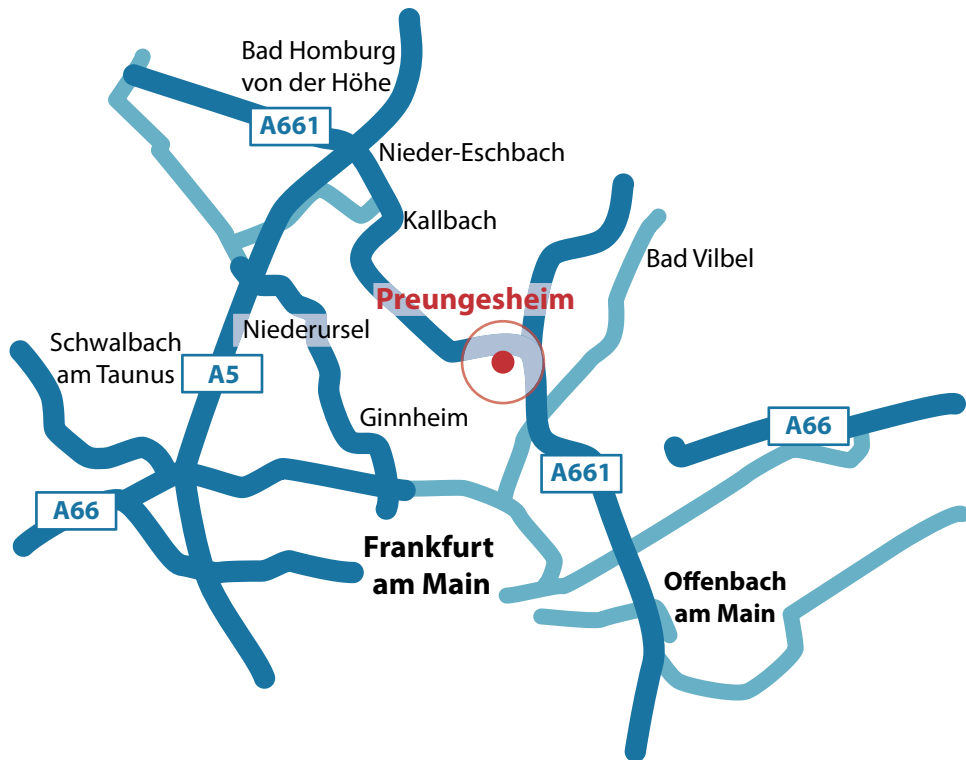 Bad Homburg
von der Höhe
A661
Nieder-Eschbach
Kallbach
Bad Vilbel
Preungesheim
Niederursel
Schwalbach
am Taunus
A5
Ginnheim
A66
A661
A66
Frankfurt
am Main
Offenbach
am Main